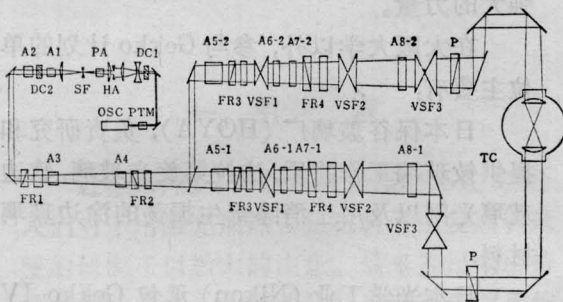 A5-2 A6-2 A7-2 A8-2 P
FR3 VSF1 FR4 VSF2 VSF3
A2 A1 PA DC1
DC2 SF HA
OSC PTM
A5-1 A6-1 A7-1 A8-1
FR3 VSF1 FR4 VSF2
TC
A3 A4
FR1 FR2
VSF3
P